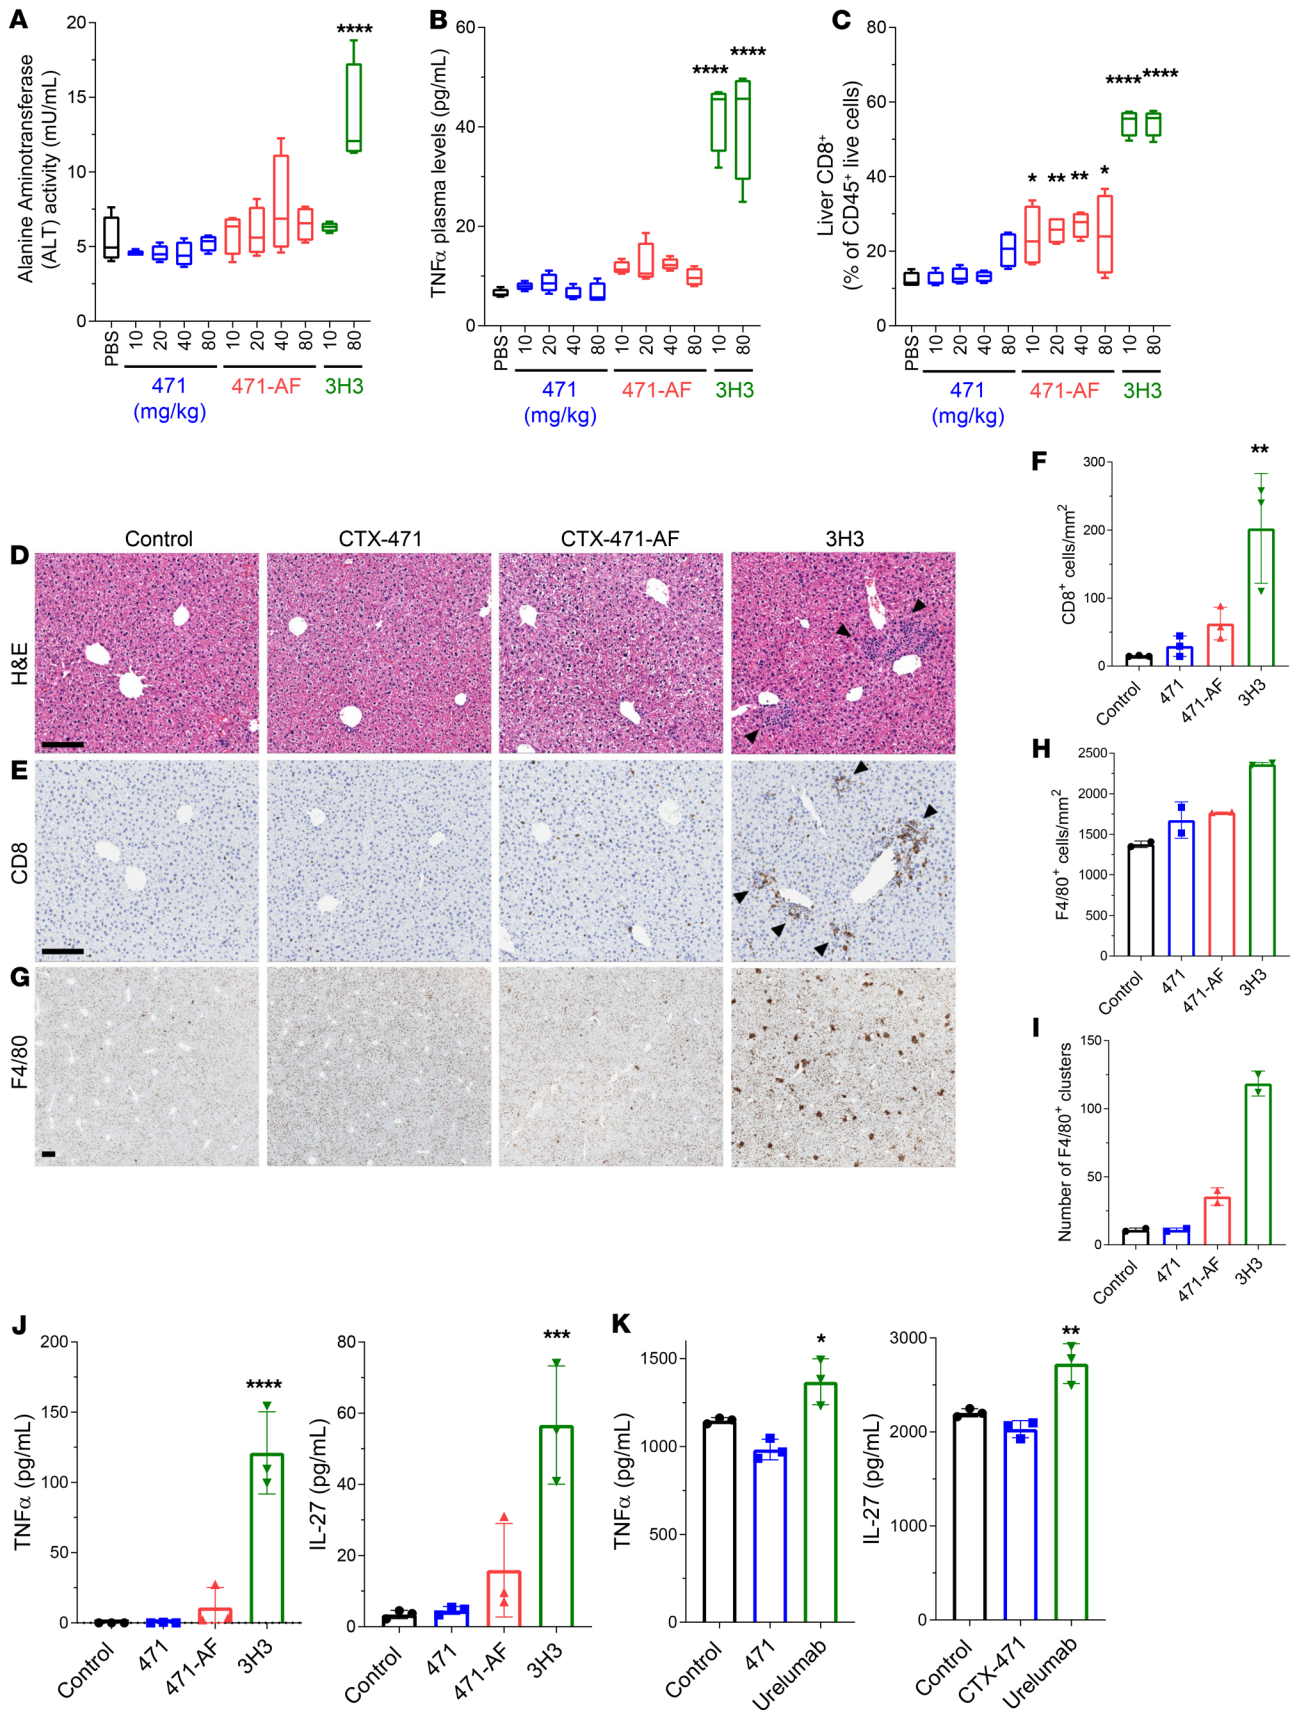 A
Alanine Aminotransferase
(ALT) activity (mU/mL)
20
15
10
5
0
****
PBS
10
20
40
80
10
20
40
80
10
80
471
(mg/kg)
471-AF
3H3
B
TNFα plasma levels (pg/mL)
60
40
20
0
****
****
PBS
10
20
40
80
10
20
40
80
10
80
471
(mg/kg)
471-AF
3H3
C
Liver CD8+
(% of CD45+ live cells)
80
60
40
20
0
*
**
**
*
****
****
PBS
10
20
40
80
10
20
40
80
10
80
471
(mg/kg)
471-AF
3H3
Control
CTX-471
CTX-471-AF
3H3
D
H&E
E
CD8
G
F4/80
F
CD8+ cells/mm2
300
200
100
0
**
Control
471
471-AF
3H3
H
F4/80+ cells/mm2
2500
2000
1500
1000
500
0
Control
471
471-AF
3H3
I
Number of F4/80+ clusters
150
100
50
0
Control
471
471-AF
3H3
J
TNFα (pg/mL)
200
150
100
50
0
****
Control
471
471-AF
3H3
IL-27 (pg/mL)
80
60
40
20
0
***
Control
471
471-AF
3H3
K
TNFα (pg/mL)
1500
1000
500
0
*
Control
471
Urelumab
IL-27 (pg/mL)
3000
2000
1000
0
**
Control
CTX-471
Urelumab